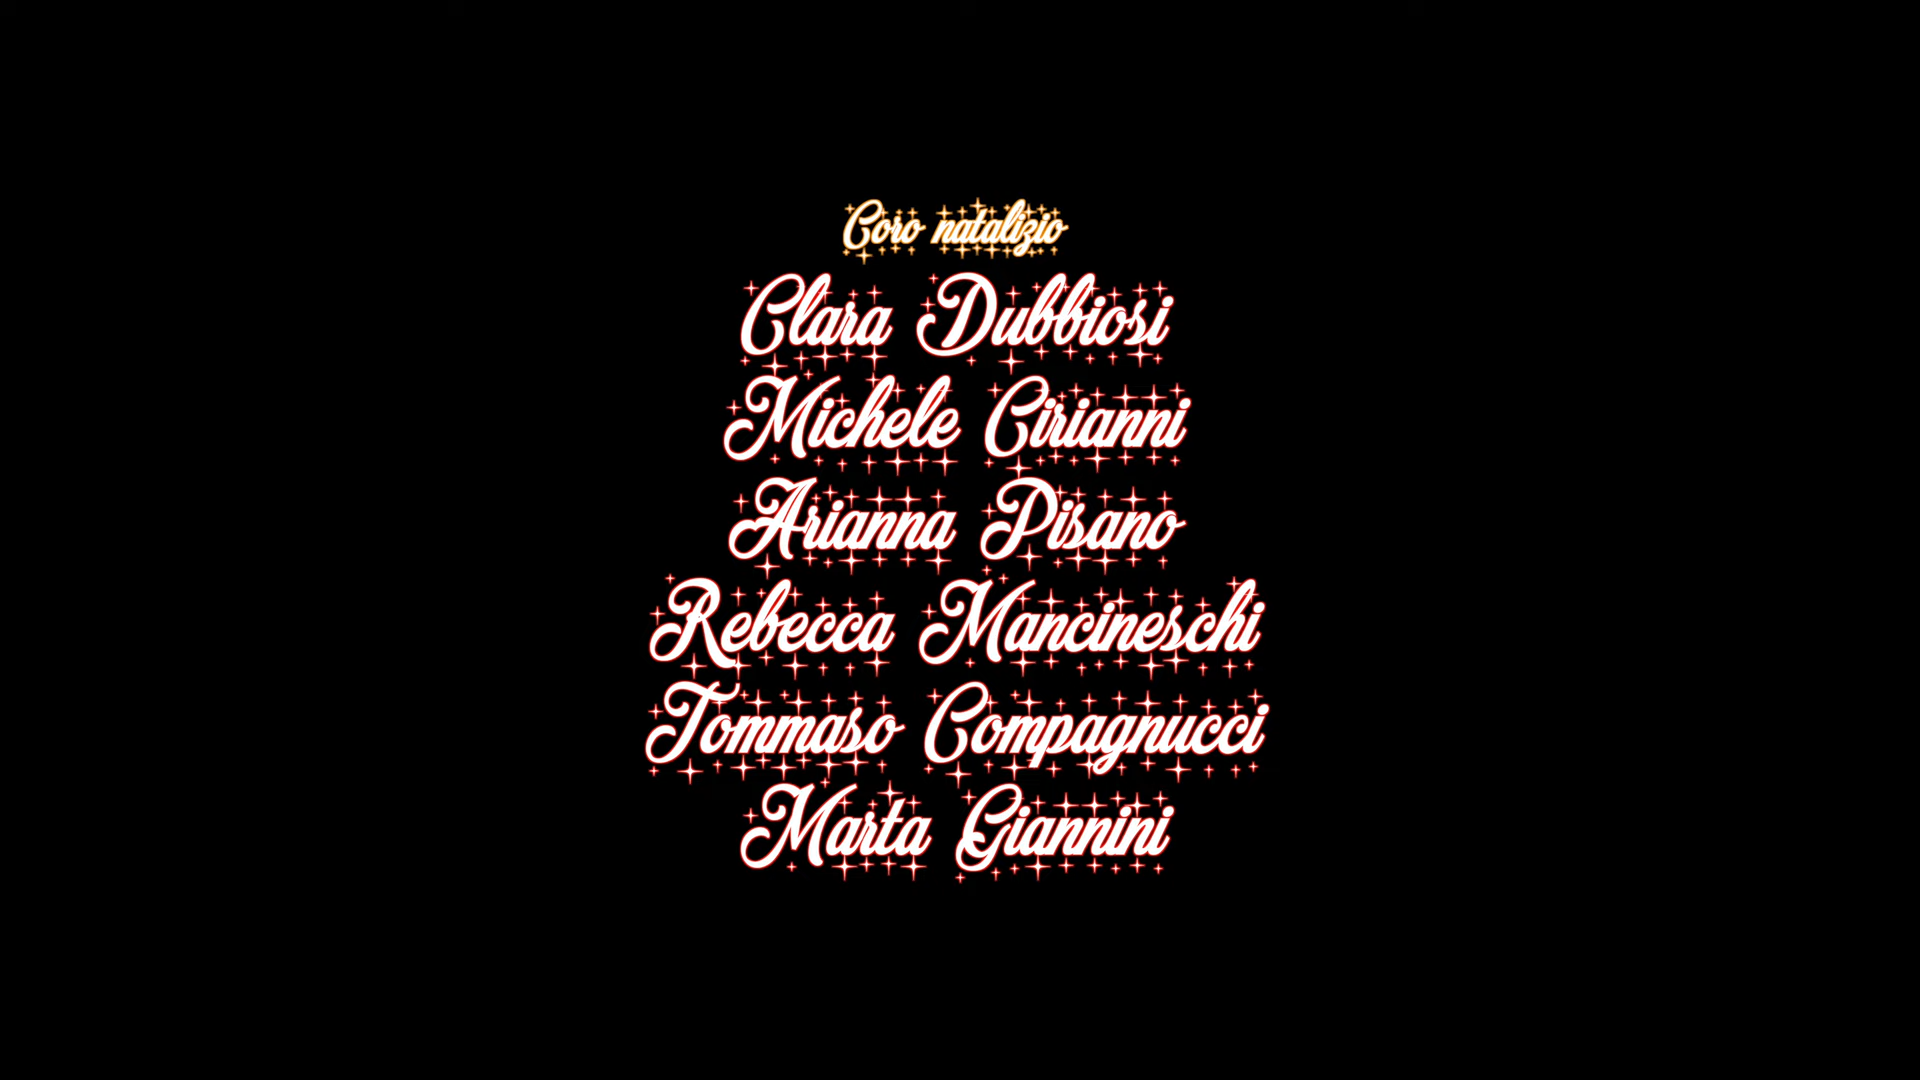 Coro natalizio
Clara Dubbiosi
Michele Cirianni
Arianna Pisano
Rebecca Mancineschi
Tommaso Compagnucci
Marta Giannini